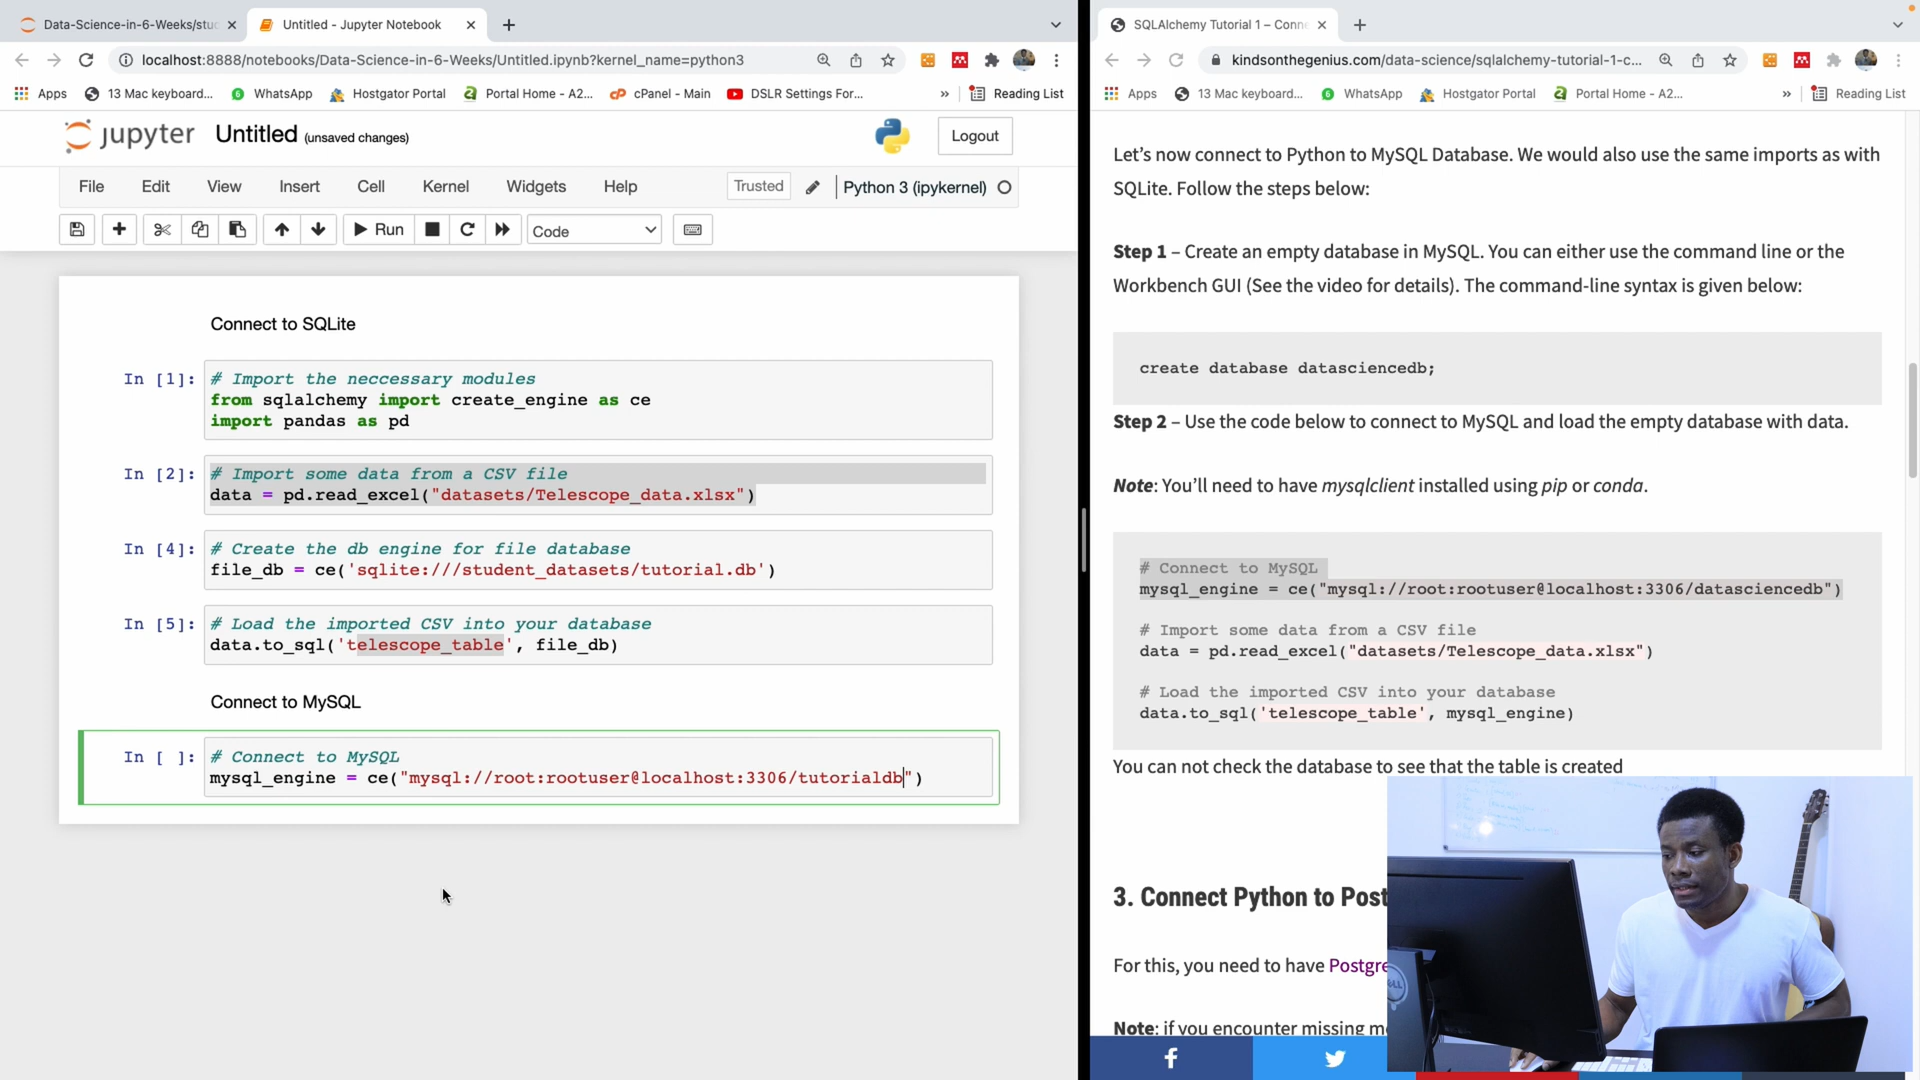 Data-Science-in-6-Weeks/stu
Untitled - Jupyter Notebook
localhost:8888/notebooks/Data-Science-in-6-Weeks/Untitled.ipynb?kernel_name=python3
Apps
13 Mac keyboard...
WhatsApp
Hostgator Portal
Portal Home - A2...
cPanel - Main
DSLR Settings For...
»
Reading List
jupyter Untitled (unsaved changes)
Logout
File Edit View Insert Cell Kernel Widgets Help
Trusted
Python 3 (ipykernel)
Run
Code
Connect to SQLite
In [1]: # Import the neccessary modules
from sqlalchemy import create_engine as ce
import pandas as pd
In [2]: # Import some data from a CSV file
data = pd.read_excel("datasets/Telescope_data.xlsx")
In [4]: # Create the db engine for file database
file_db = ce('sqlite:///student_datasets/tutorial.db')
In [5]: # Load the imported CSV into your database
data.to_sql('telescope_table', file_db)
Connect to MySQL
In [ ]: # Connect to MySQL
mysql_engine = ce("mysql://root:rootuser@localhost:3306/tutorialdb")
SQLAlchemy Tutorial 1 – Conn
kindsonthegenius.com/data-science/sqlalchemy-tutorial-1-c...
Apps
13 Mac keyboard...
WhatsApp
Hostgator Portal
Portal Home - A2...
»
Reading List
Let's now connect to Python to MySQL Database. We would also use the same imports as with
SQLite. Follow the steps below:
Step 1 – Create an empty database in MySQL. You can either use the command line or the
Workbench GUI (See the video for details). The command-line syntax is given below:
create database datasciencedb;
Step 2 – Use the code below to connect to MySQL and load the empty database with data.
Note: You'll need to have mysqlclient installed using pip or conda.
# Connect to MySQL
mysql_engine = ce("mysql://root:rootuser@localhost:3306/datasciencedb")
# Import some data from a CSV file
data = pd.read_excel("datasets/Telescope_data.xlsx")
# Load the imported CSV into your database
data.to_sql('telescope_table', mysql_engine)
You can not check the database to see that the table is created
3. Connect Python to Post
For this, you need to have Postgre
Note: if you encounter missing m
DELL